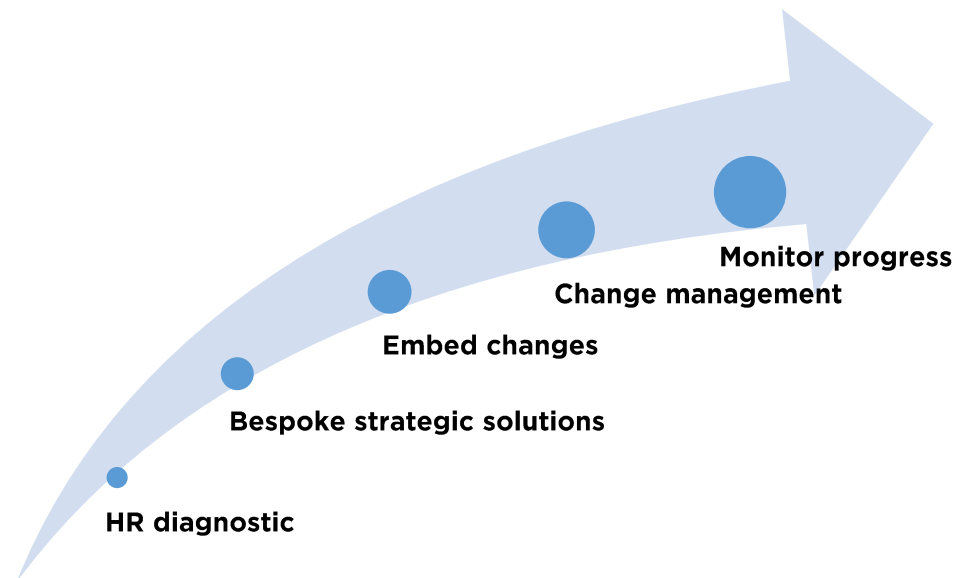 Monitor progress
Change management
Embed changes
Bespoke strategic solutions
HR diagnostic